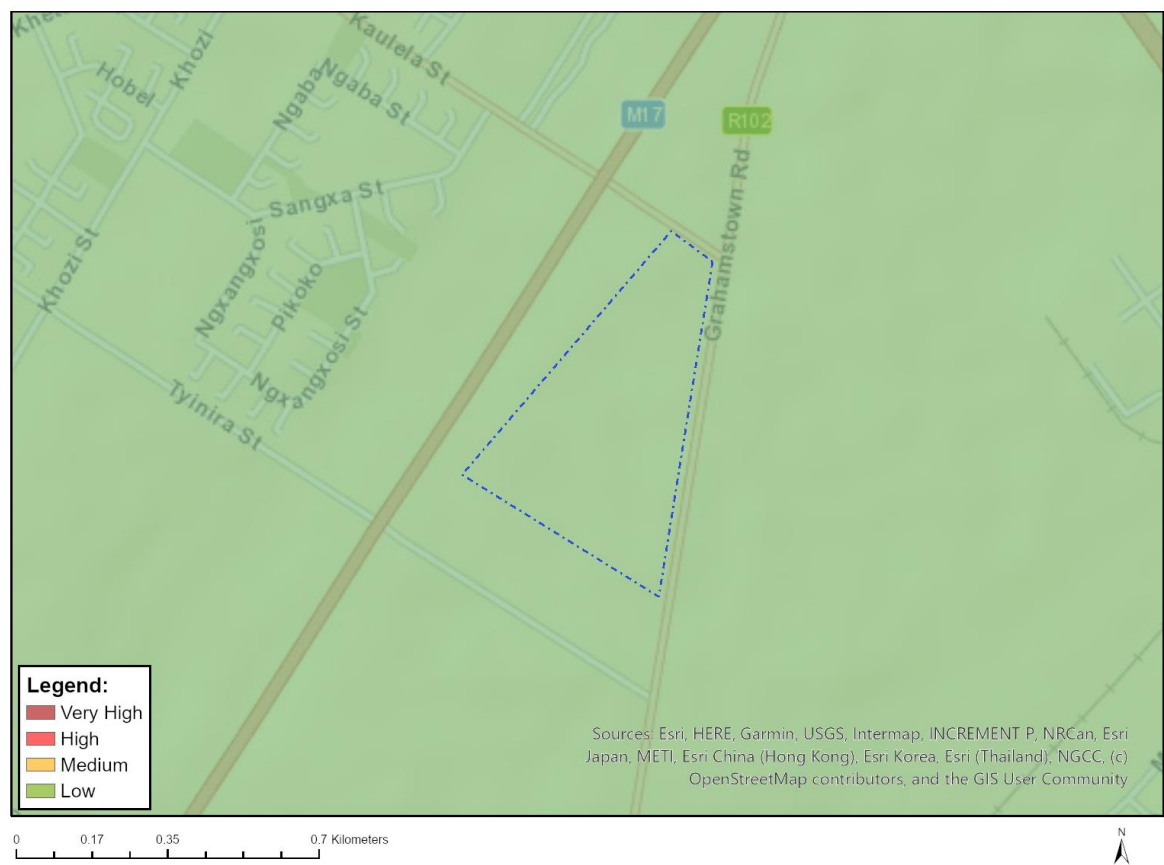 Khe
Hobel
Khozi
Kaulela St
Ngaba
Ngaba St
M17
R102
Sangxa St
Grahamstown Rd
Khozi St
Ngxangxosi
Pikoko
Ngxangxosi St
Tyinira St
Legend:
Very High
High
Medium
Low
Sources: Esri, HERE, Garmin, USGS, Intermap, INCREMENT P, NRCan, Esri
Japan, METI, Esri China (Hong Kong), Esri Korea, Esri (Thailand), NGCC, (c)
OpenStreetMap contributors, and the GIS User Community
0 0.17 0.35 0.7 Kilometers
N